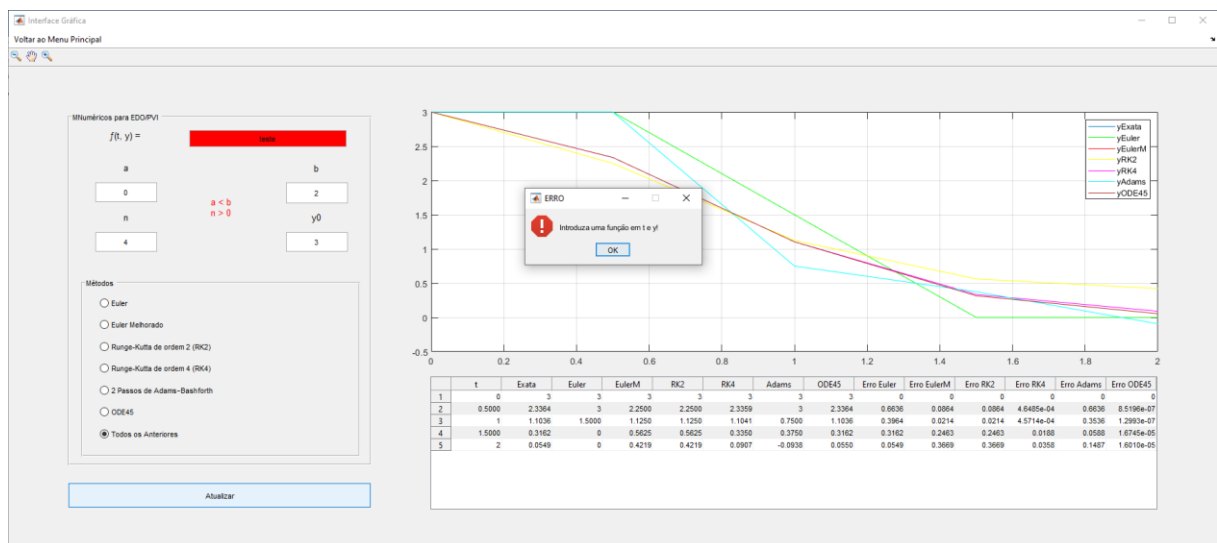 Interface Gráfica
Voltar ao Menu Principal
MNuméricos para EDO/PVI
f(t, y) = teste
a b
0 2
a < b
n > 0
n y0
4 3
Métodos
Euler
Euler Melhorado
Runge-Kutta de ordem 2 (RK2)
Runge-Kutta de ordem 4 (RK4)
2 Passos de Adams-Bashforth
ODE45
Todos os Anteriores
Atualizar
3
2.5
2
1.5
1
0.5
0
-0.5
0 0.2 0.4 0.6 0.8 1 1.2 1.4 1.6 1.8 2
yExata
yEuler
yEulerM
yRK2
yRK4
yAdams
yODE45
ERRO
Introduza uma função em t e y!
OK
t Exata Euler EulerM RK2 RK4 Adams ODE45 Erro Euler Erro EulerM Erro RK2 Erro RK4 Erro Adams Erro ODE45
1 0 3 3 3 3 3 3 3 0 0 0 0 0 0
2 0.5000 2.3364 3 2.2500 2.2500 2.3359 3 2.3364 0.6636 0.0864 0.0864 4.6485e-04 0.6636 8.5196e-07
3 1 1.1036 1.5000 1.1250 1.1250 1.1041 0.7500 1.1036 0.3964 0.0214 0.0214 4.5714e-04 0.3536 1.2993e-07
4 1.5000 0.3162 0 0.5625 0.5625 0.3350 0.3750 0.3162 0.3162 0.2463 0.2463 0.0188 0.0588 1.6745e-05
5 2 0.0549 0 0.4219 0.4219 0.0907 -0.0938 0.0550 0.0549 0.3669 0.3669 0.0358 0.1487 1.6010e-05